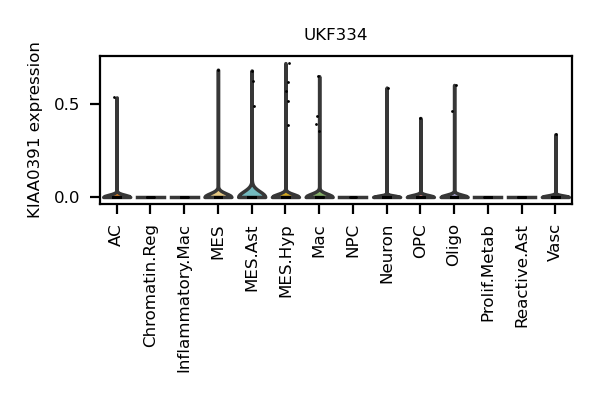 UKF334
KIAA0391 expression
0.5
0.0
AC
Chromatin.Reg
Inflammatory.Mac
MES
MES.Ast
MES.Hyp
Mac
NPC
Neuron
OPC
Oligo
Prolif.Metab
Reactive.Ast
Vasc